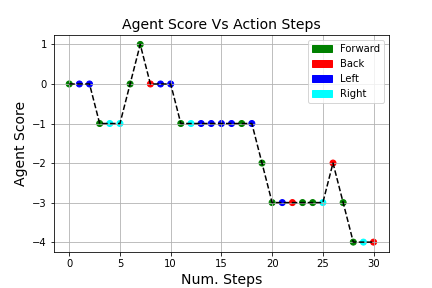 Agent Score Vs Action Steps
Agent Score
1
0
−1
−2
−3
−4
Forward
Back
Left
Right
0 5 10 15 20 25 30
Num. Steps